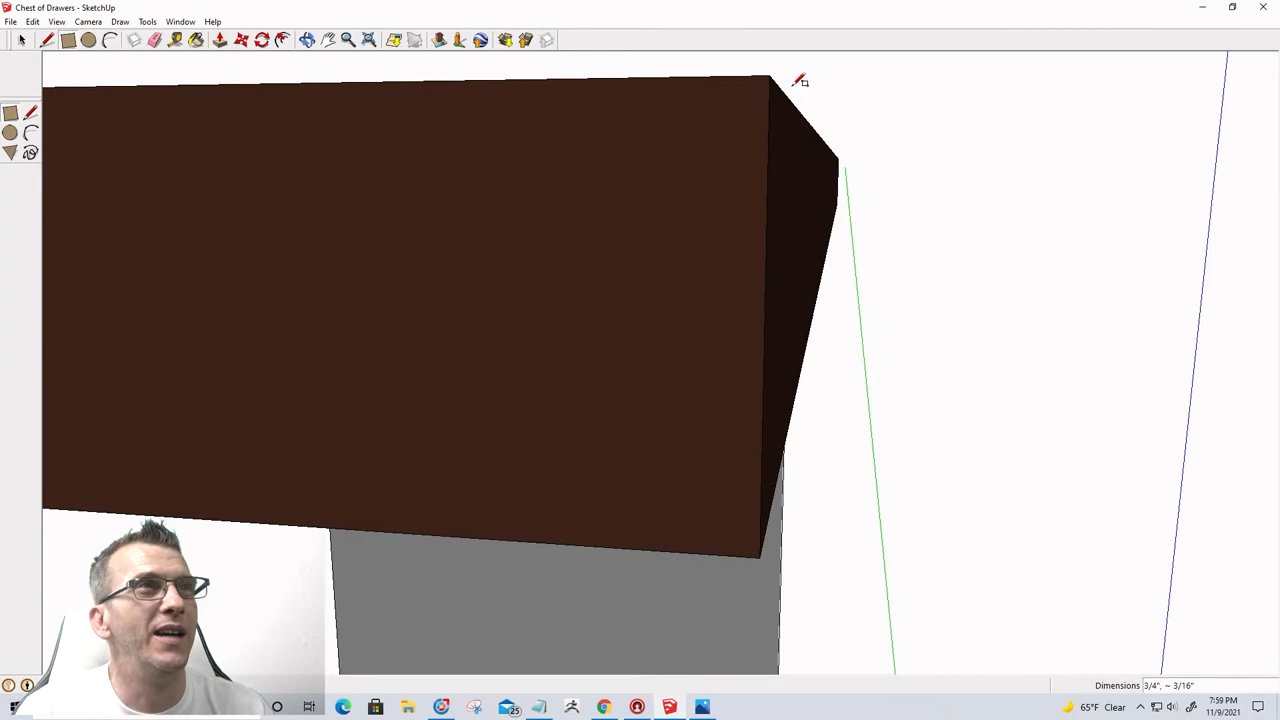 Chest of Drawers - SketchUp
File Edit View Camera Draw Tools Window Help
Dimensions 3/4", ~ 3/16"
25
65°F Clear
7:59 PM
11/9/2021